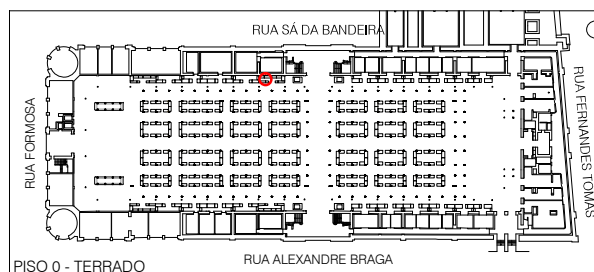 RUA SÁ DA BANDEIRA
RUA FORMOSA
RUA FERNANDES TOMÁS
RUA ALEXANDRE BRAGA
PISO 0 - TERRADO